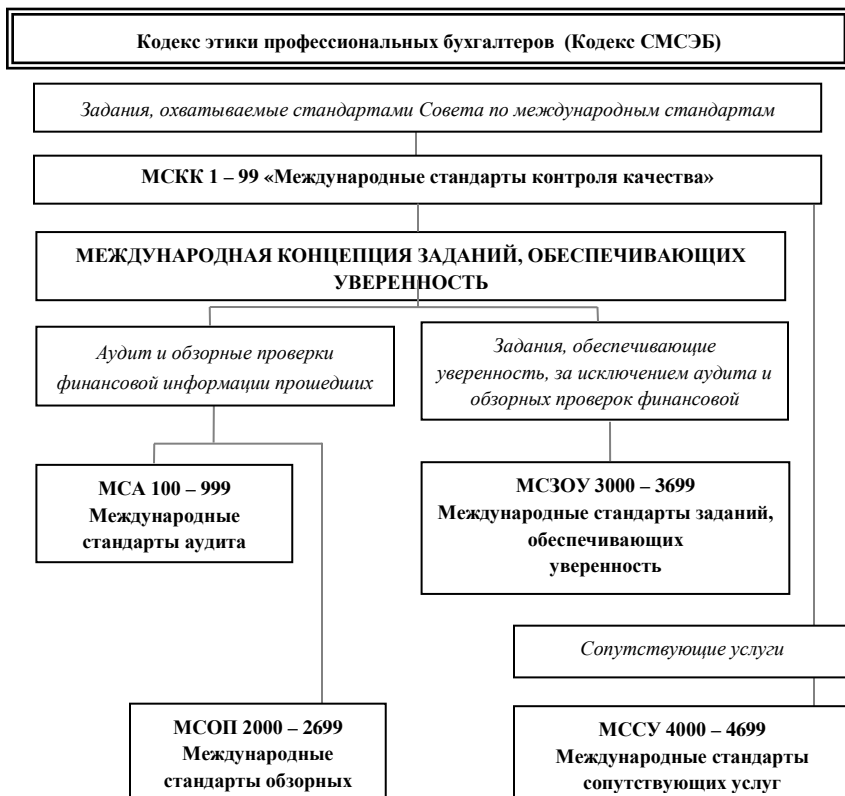 Кодекс этики профессиональных бухгалтеров (Кодекс СМСЭБ)
Задания, охватываемые стандартами Совета по международным стандартам
МСКК 1 – 99 «Международные стандарты контроля качества»
МЕЖДУНАРОДНАЯ КОНЦЕПЦИЯ ЗАДАНИЙ, ОБЕСПЕЧИВАЮЩИХ
УВЕРЕННОСТЬ
Аудит и обзорные проверки
финансовой информации прошедших
Задания, обеспечивающие
уверенность, за исключением аудита и
обзорных проверок финансовой
МСА 100 – 999
Международные
стандарты аудита
МСЗОУ 3000 – 3699
Международные стандарты заданий,
обеспечивающих
уверенность
Сопутствующие услуги
МСОП 2000 – 2699
Международные
стандарты обзорных
МССУ 4000 – 4699
Международные стандарты
сопутствующих услуг